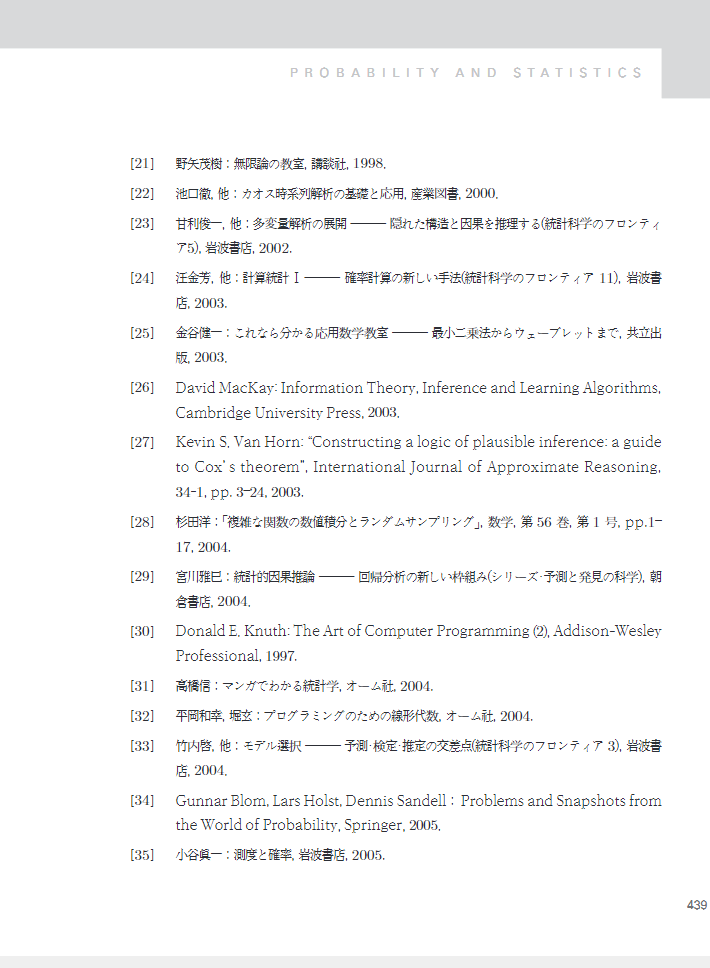 PROBABILITY AND STATISTICS
[21] 野矢茂樹：無限論の教室, 講談社, 1998.
[22] 池口徹, 他：カオス時系列解析の基礎と応用, 産業図書, 2000.
[23] 甘利俊一, 他：多変量解析の展開 ─── 隠れた構造と因果を推理する(統計科学のフロンティ
ア5), 岩波書店, 2002.
[24] 汪金芳, 他：計算統計 I ─── 確率計算の新しい手法(統計科学のフロンティア 11), 岩波書
店, 2003.
[25] 金谷健一：これなら分かる応用数学教室 ─── 最小二乗法からウェーブレットまで, 共立出
版, 2003.
[26] David MacKay: Information Theory, Inference and Learning Algorithms,
Cambridge University Press, 2003.
[27] Kevin S. Van Horn: “Constructing a logic of plausible inference: a guide
to Cox’s theorem”, International Journal of Approximate Reasoning,
34-1, pp. 3–24, 2003.
[28] 杉田洋：「複雑な関数の数値積分とランダムサンプリング」, 数学, 第 56 巻, 第 1 号, pp.1–
17, 2004.
[29] 宮川雅巳：統計的因果推論 ─── 回帰分析の新しい枠組み(シリーズ·予測と発見の科学), 朝
倉書店, 2004.
[30] Donald E. Knuth: The Art of Computer Programming (2), Addison-Wesley
Professional, 1997.
[31] 高橋信：マンガでわかる統計学, オーム社, 2004.
[32] 平岡和幸, 堀玄：プログラミングのための線形代数, オーム社, 2004.
[33] 竹内啓, 他：モデル選択 ─── 予測·検定·推定の交差点(統計科学のフロンティア 3), 岩波書
店, 2004.
[34] Gunnar Blom, Lars Holst, Dennis Sandell : Problems and Snapshots from
the World of Probability, Springer, 2005.
[35] 小谷眞一：測度と確率, 岩波書店, 2005.
439